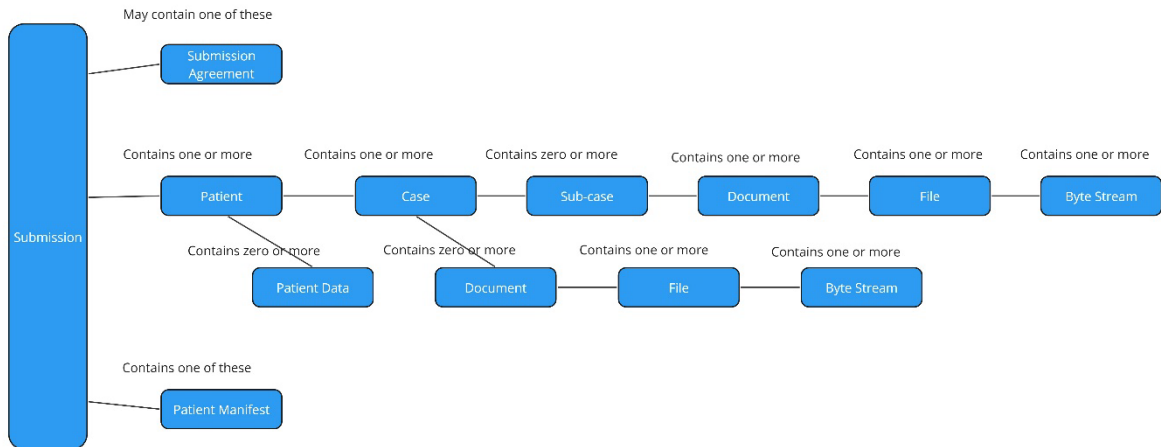 May contain one of these
Submission
Agreement
Contains one or more
Contains one or more
Contains zero or more
Contains one or more
Contains one or more
Contains one or more
Patient
Case
Sub-case
Document
File
Byte Stream
Submission
Contains zero or more
Contains zero or more
Contains one or more
Contains one or more
Patient Data
Document
File
Byte Stream
Contains one of these
Patient Manifest